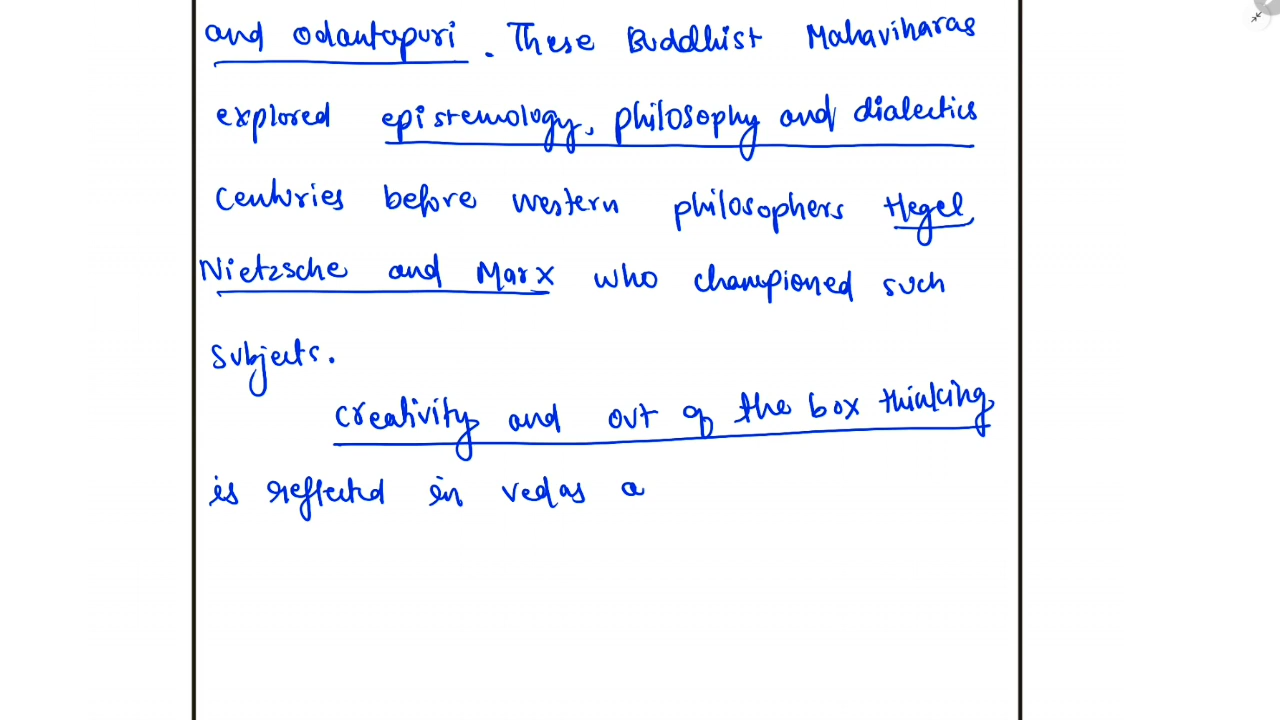 and odantapuri. These Buddhist Mahaviharas
explored epistemology, philosophy and dialectics
centuries before western philosophers Hegel
Nietzsche and Marx who championed such
subjects.
creativity and out of the box thinking
is reflected in vedas a